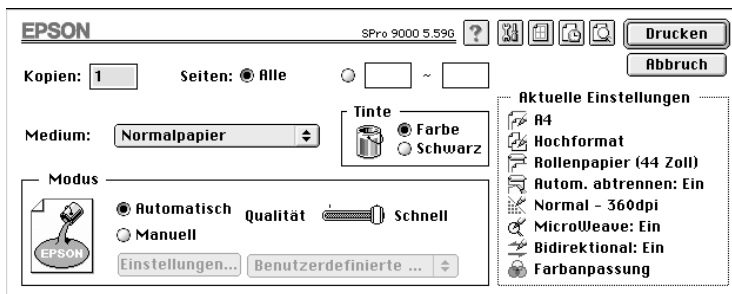 EPSON
SPro 9000 5.59G
?
Drucken
Abbruch
Kopien: 1
Seiten: Alle
~
Medium: Normalpapier
Tinte
Farbe
Schwarz
Modus
EPSON
Automatisch
Manuell
Qualität
Schnell
Einstellungen...
Benutzerdefinierte ...
Aktuelle Einstellungen
A4
Hochformat
Rollenpapier (44 Zoll)
Autom. abtrennen: Ein
Normal - 360dpi
MicroWeave: Ein
Bidirektional: Ein
Farbanpassung